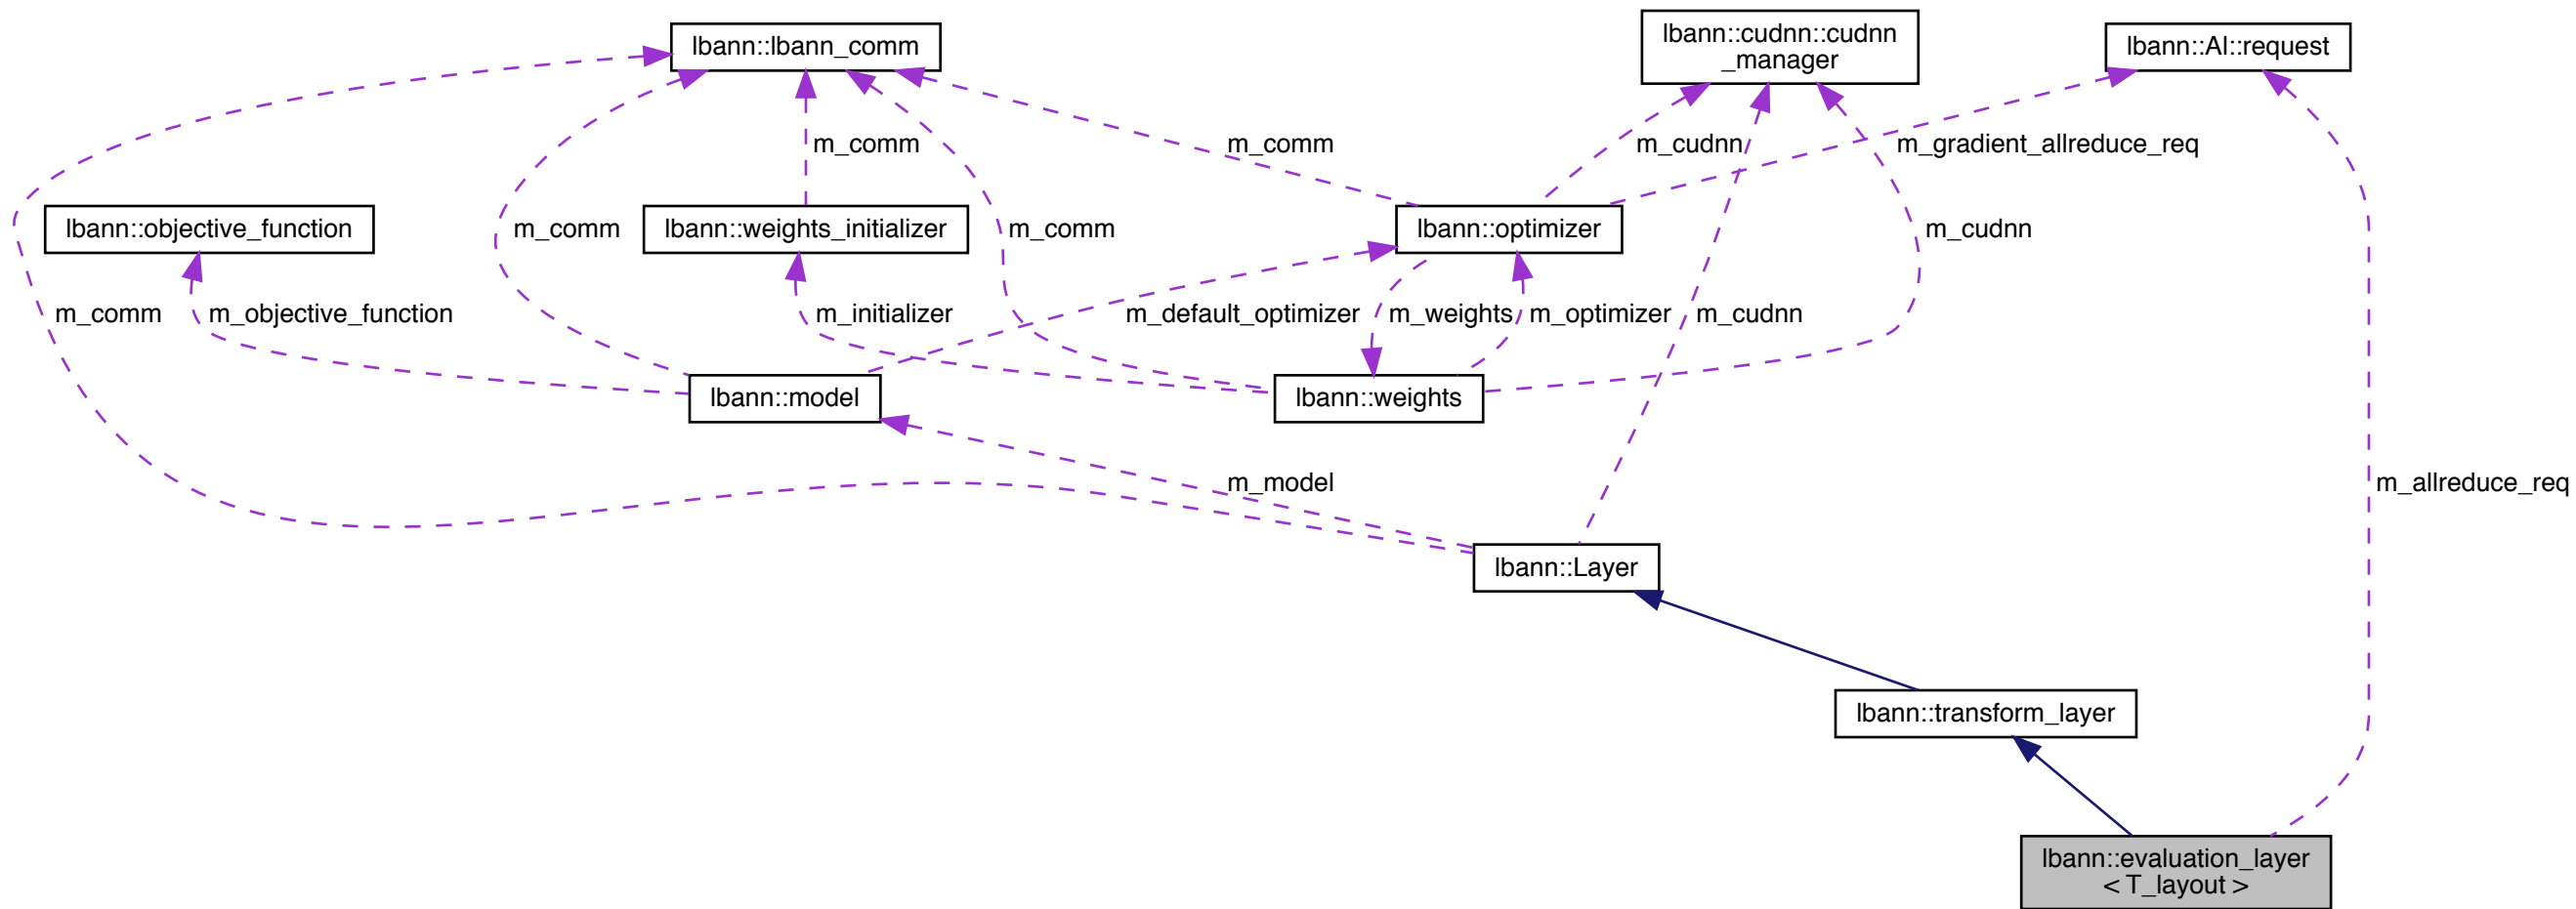 lbann::lbann_comm
lbann::cudnn::cudnn
_manager
lbann::Al::request
m_comm
m_comm
m_cudnn
m_gradient_allreduce_req
lbann::objective_function
m_comm
lbann::weights_initializer
m_comm
lbann::optimizer
m_cudnn
m_comm
m_objective_function
m_initializer
m_default_optimizer
m_weights
m_optimizer
m_cudnn
lbann::model
lbann::weights
m_model
m_allreduce_req
lbann::Layer
lbann::transform_layer
lbann::evaluation_layer
< T_layout >